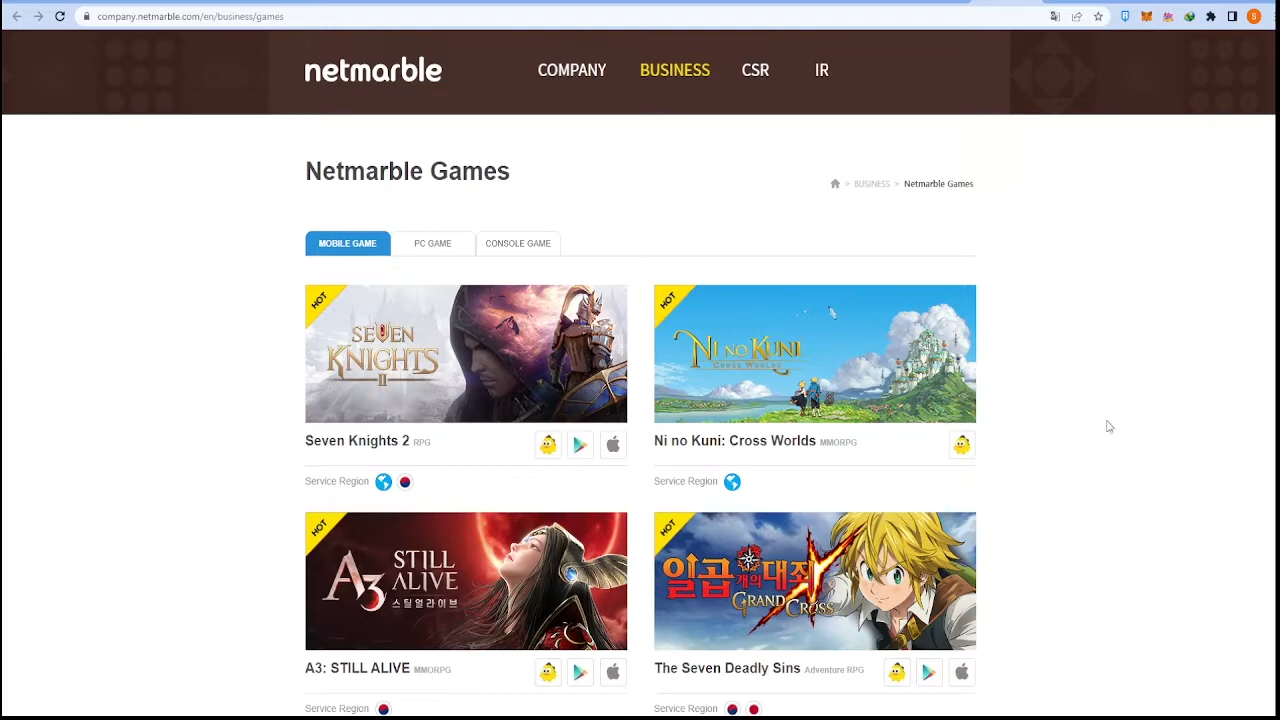 company.netmarble.com/en/business/games
S
netmarble
COMPANY
BUSINESS
CSR
IR
Netmarble Games
> BUSINESS > Netmarble Games
MOBILE GAME
PC GAME
CONSOLE GAME
HOT
SEVEN
KNIGHTS
II
HOT
NI NO KUNI
CROSS WORLDS
Seven Knights 2 RPG
Ni no Kuni: Cross Worlds MMORPG
Service Region
Service Region
HOT
A3
STILL
ALIVE
스틸얼라이브
HOT
일곱개의대죄
GRAND CROSS
A3: STILL ALIVE MMORPG
The Seven Deadly Sins Adventure RPG
Service Region
Service Region